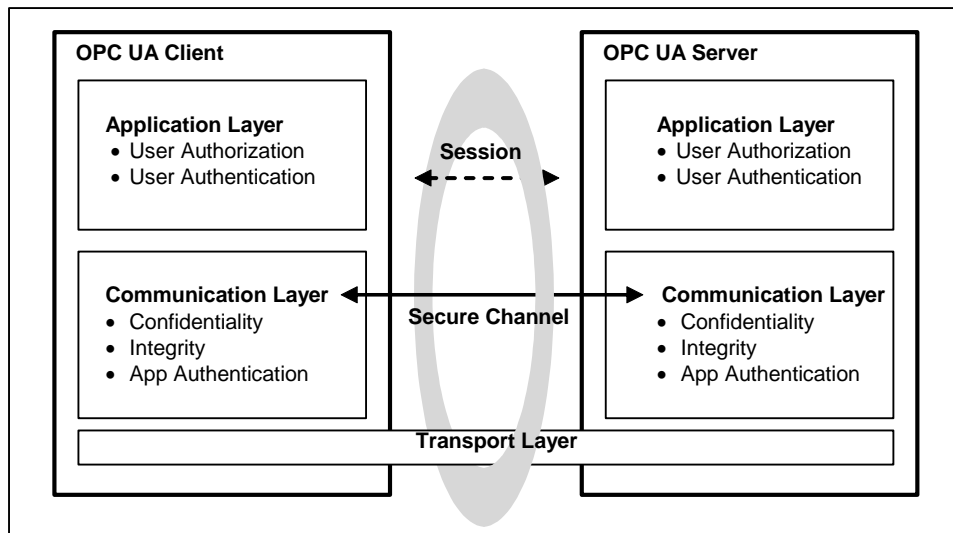 OPC UA Client
Application Layer
• User Authorization
• User Authentication
Communication Layer
• Confidentiality
• Integrity
• App Authentication
Session
Secure Channel
Transport Layer
OPC UA Server
Application Layer
• User Authorization
• User Authentication
Communication Layer
• Confidentiality
• Integrity
• App Authentication